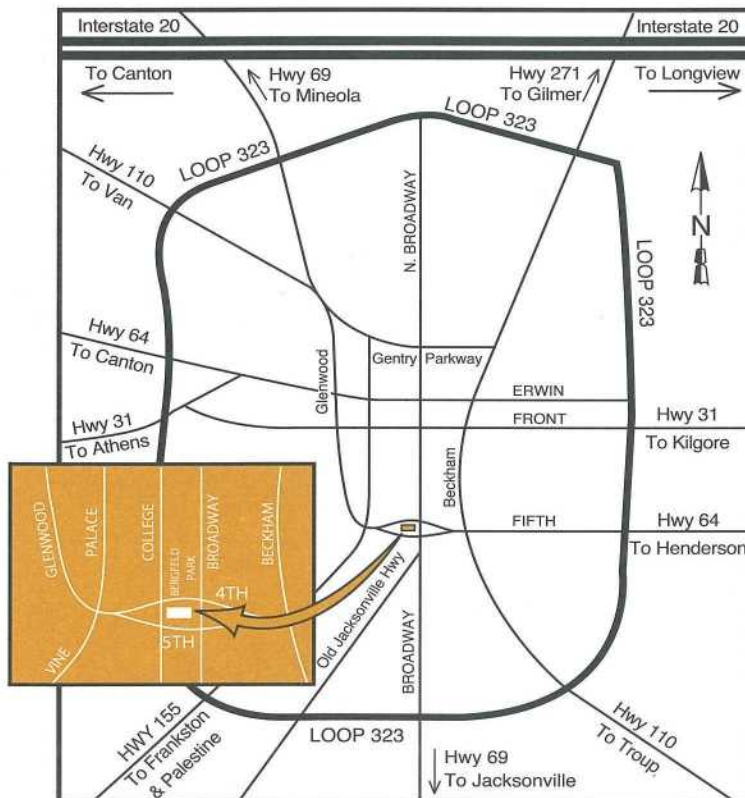 Interstate 20
Interstate 20
To Canton
Hwy 69
To Mineola
Hwy 271
To Gilmer
To Longview
LOOP 323
LOOP 323
Hwy 110
To Van
N. BROADWAY
N
LOOP 323
Hwy 64
To Canton
Glenwood
Gentry Parkway
ERWIN
FRONT
Hwy 31
To Athens
Hwy 31
To Kilgore
Beckham
FIFTH
Hwy 64
To Henderson
GLENWOOD
PALACE
COLLEGE
BERGFELD
PARK
BROADWAY
BECKHAM
4TH
5TH
VINE
Old Jacksonville Hwy
BROADWAY
HWY 155
To Frankston
& Palestine
LOOP 323
Hwy 69
To Jacksonville
Hwy 110
To Troup.